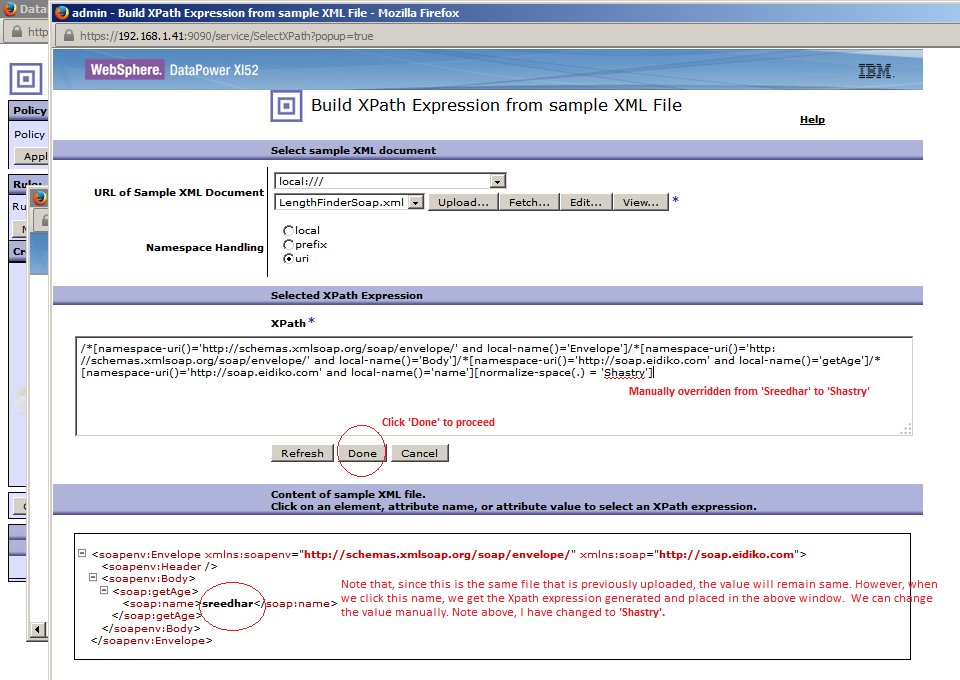 Data
admin - Build XPath Expression from sample XML File - Mozilla Firefox
http
https://192.168.1.41:9090/service/SelectXPath?popup=true
WebSphere. DataPower XI52
IBM.
Build XPath Expression from sample XML File
Help
Policy
Policy
Appl
Select sample XML document
Rule:
Ru
Cr
URL of Sample XML Document
local:///
LengthFinderSoap.xml
Upload...
Fetch...
Edit...
View...
*
Namespace Handling
local
prefix
uri
Selected XPath Expression
XPath *
/*[namespace-uri()='http://schemas.xmlsoap.org/soap/envelope/' and local-name()='Envelope']/*[namespace-uri()='http:
//schemas.xmlsoap.org/soap/envelope/' and local-name()='Body']/*[namespace-uri()='http://soap.eidiko.com' and local-name()='getAge']/*
[namespace-uri()='http://soap.eidiko.com' and local-name()='name'][normalize-space(.) = 'Shastry']
Manually overridden from 'Sreedhar' to 'Shastry'
Click 'Done' to proceed
Refresh
Done
Cancel
Content of sample XML file.
Click on an element, attribute name, or attribute value to select an XPath expression.
<soapenv:Envelope xmlns:soapenv="http://schemas.xmlsoap.org/soap/envelope/" xmlns:soap="http://soap.eidiko.com">
<soapenv:Header />
<soapenv:Body>
<soap:getAge>
<soap:name>sreedhar</soap:name>
</soap:getAge>
</soapenv:Body>
</soapenv:Envelope>
Note that, since this is the same file that is previously uploaded, the value will remain same. However, when
we click this name, we get the Xpath expression generated and placed in the above window. We can change
the value manually. Note above, I have changed to 'Shastry'.